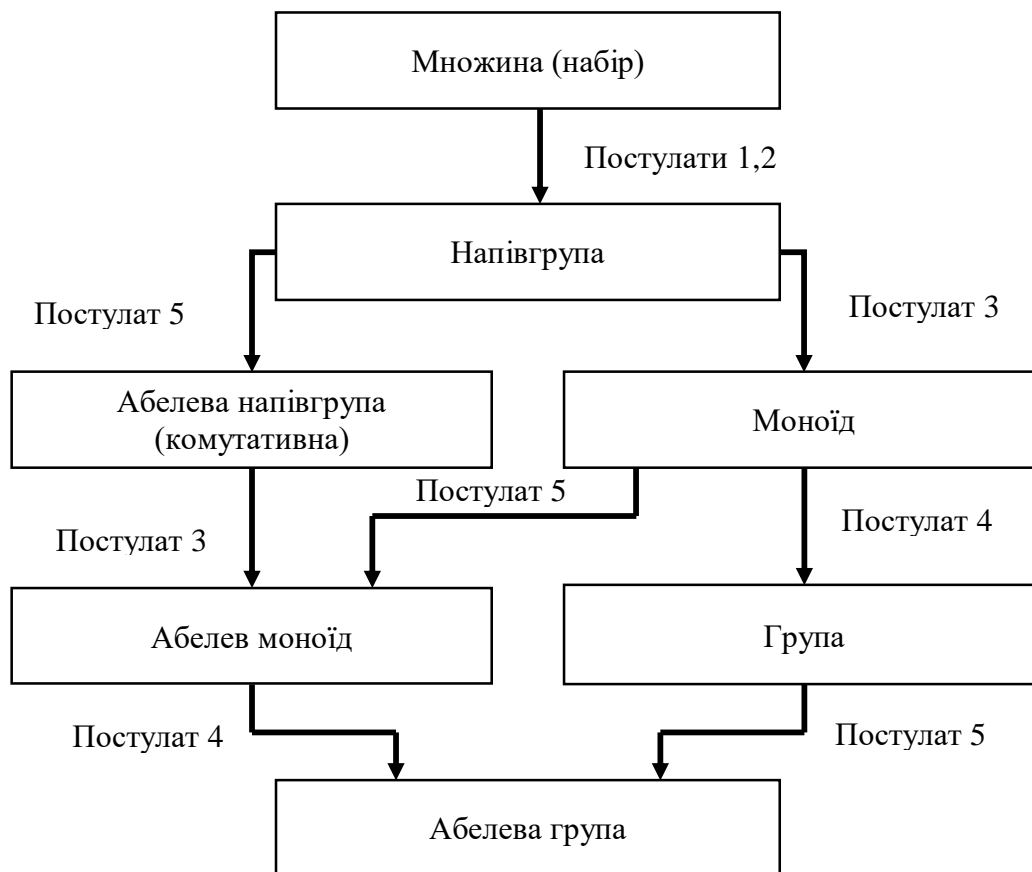 Множина (набір)
Постулати 1,2
Напівгрупа
Постулат 5
Постулат 3
Абелева напівгрупа
(комутативна)
Моноїд
Постулат 5
Постулат 4
Постулат 3
Абелев моноїд
Група
Постулат 4
Постулат 5
Абелева група